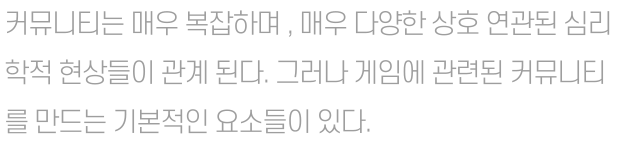 커뮤니티는 매우 복잡하며 , 매우 다양한 상호 연관된 심리
학적 현상들이 관계 된다. 그러나 게임에 관련된 커뮤니티
를 만드는 기본적인 요소들이 있다.